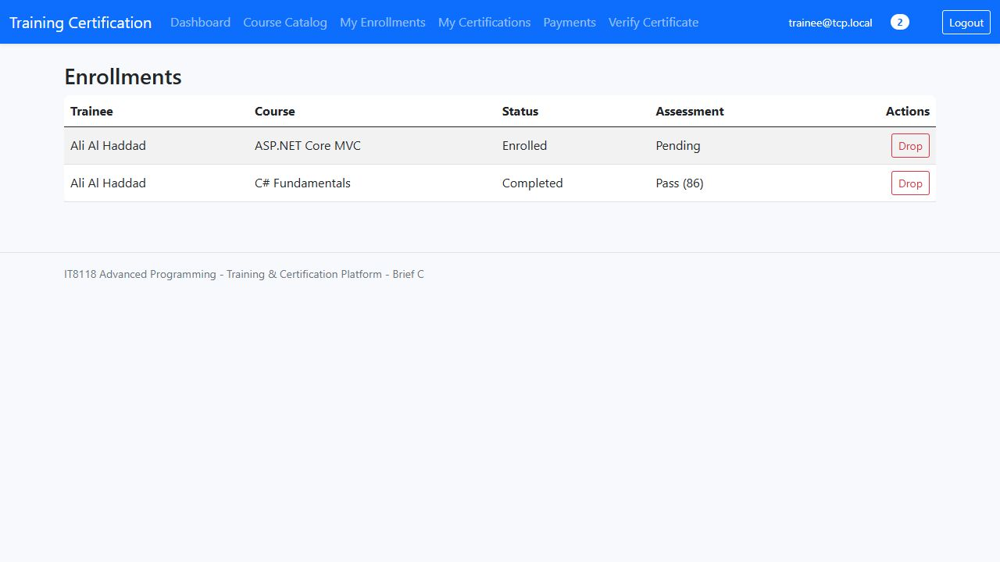 Training Certification Dashboard Course Catalog My Enrollments My Certifications Payments Verify Certificate trainee@tcp.local 2 Logout
Enrollments
Trainee Course Status Assessment Actions
Ali Al Haddad ASP.NET Core MVC Enrolled Pending Drop
Ali Al Haddad C# Fundamentals Completed Pass (86) Drop
IT8118 Advanced Programming - Training & Certification Platform - Brief C